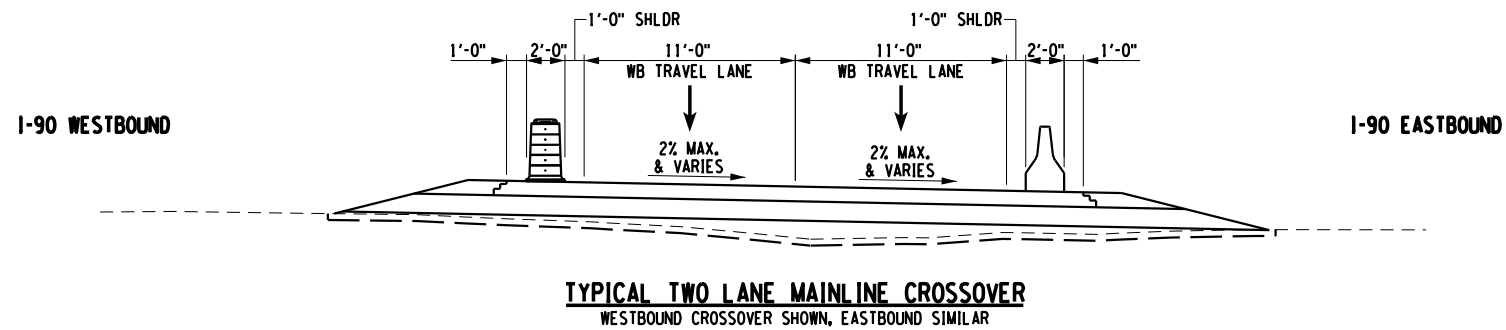 1'-0" SHLDR 1'-0" SHLDR
1'-0" 2'-0" 11'-0" 11'-0" 2'-0" 1'-0"
WB TRAVEL LANE WB TRAVEL LANE
I-90 WESTBOUND I-90 EASTBOUND
2% MAX. 2% MAX.
& VARIES & VARIES
TYPICAL TWO LANE MAINLINE CROSSOVER
WESTBOUND CROSSOVER SHOWN, EASTBOUND SIMILAR